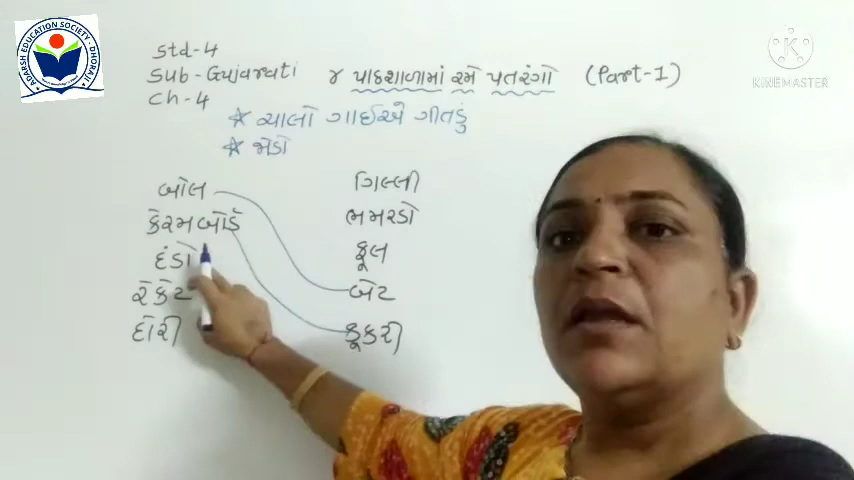 ADARSH EDUCATION SOCIETY - DHORAJI
KINEMASTER
Std-4
Sub-Gujarati ૪ પાઠશાળામાં રમે પતરંગો (Part-1)
Ch-4
* ચાલો ગાઈએ ગીતડું
* જોડો
બોલ ગિલ્લી
કેરમબોર્ડ ભમરડો
દંડો ફૂલ
રેકેટ બેટ
દોરી કૂકરી